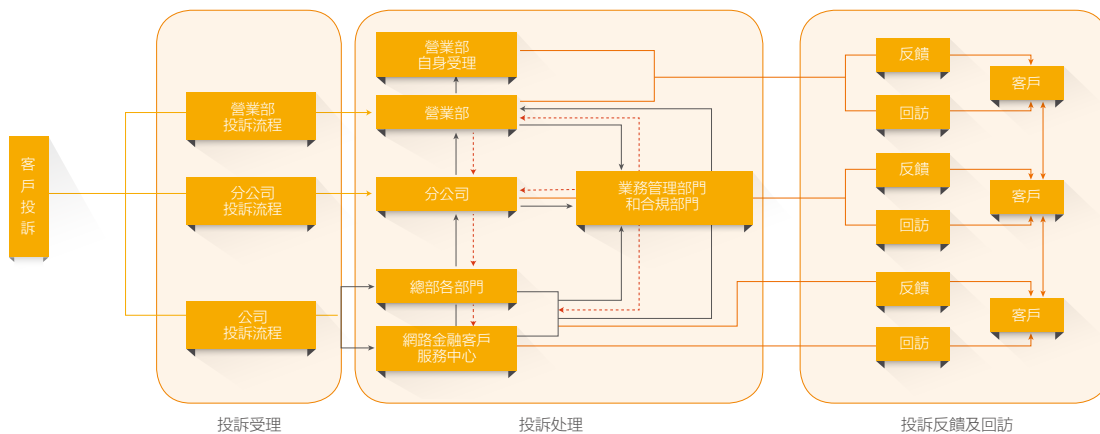 客戶投訴
營業部
投訴流程
分公司
投訴流程
公司
投訴流程
投訴受理
營業部
自身受理
營業部
分公司
總部各部門
網路金融客戶
服務中心
業務管理部門
和合規部門
投訴处理
反饋
回訪
客戶
反饋
回訪
客戶
反饋
回訪
客戶
投訴反饋及回訪